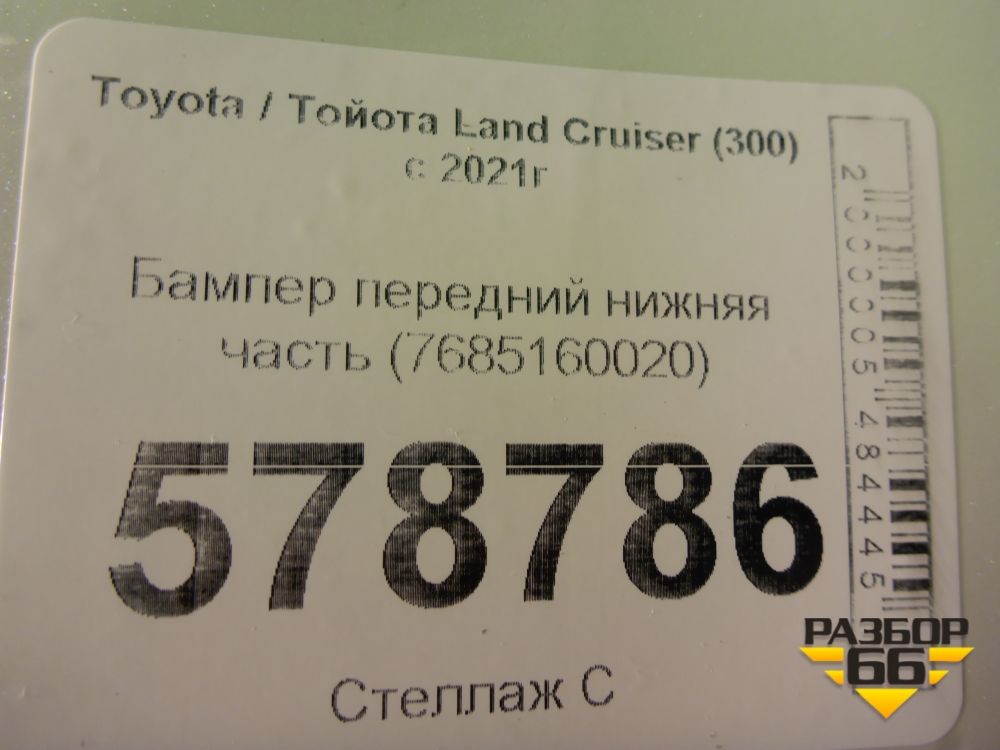 Toyota / Тойота Land Cruiser (300)
с 2021г
Бампер передний нижняя
часть (7685160020)
578786
Стеллаж С
2000005484445
РАЗБОР
66